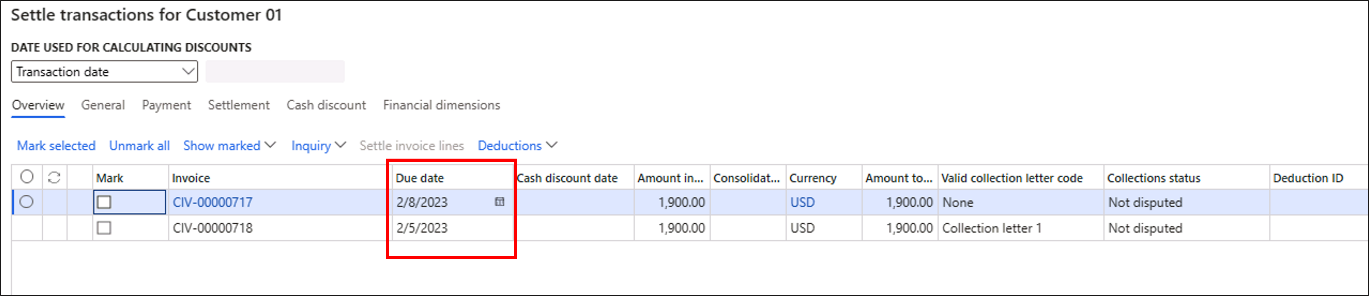 Settle transactions for Customer 01
DATE USED FOR CALCULATING DISCOUNTS
Transaction date
Overview General Payment Settlement Cash discount Financial dimensions
Mark selected Unmark all Show marked Inquiry Settle invoice lines Deductions
Mark Invoice Due date Cash discount date Amount in... Consolidat... Currency Amount to... Valid collection letter code Collections status Deduction ID
CIV-00000717 2/8/2023 1,900.00 USD 1,900.00 None Not disputed
CIV-00000718 2/5/2023 1,900.00 USD 1,900.00 Collection letter 1 Not disputed